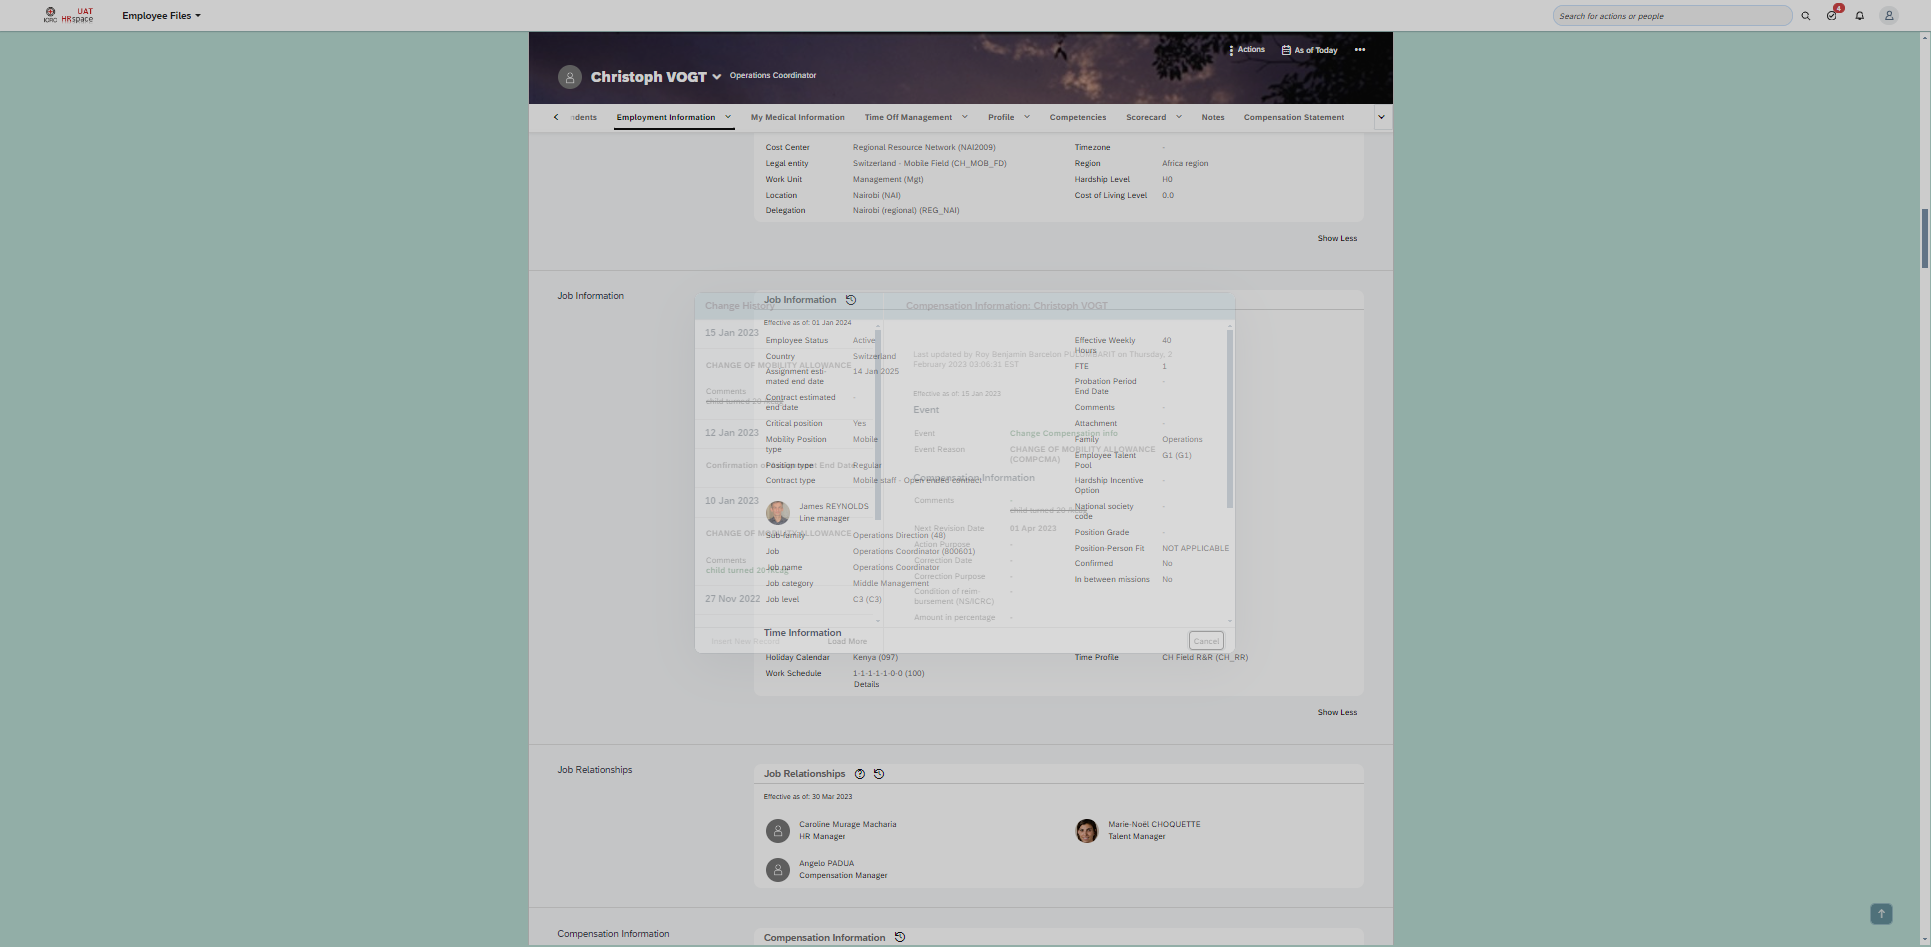 ICRC
UAT
HRspace
Employee Files
Search for actions or people
4
Actions
As of Today
Christoph VOGT
Operations Coordinator
ndents
Employment Information
My Medical Information
Time Off Management
Profile
Competencies
Scorecard
Notes
Compensation Statement
Cost Center Regional Resource Network (NAI2009)
Timezone -
Legal entity Switzerland - Mobile Field (CH_MOB_FD)
Region Africa region
Work Unit Management (Mgt)
Hardship Level H0
Location Nairobi (NAI)
Cost of Living Level 0.0
Delegation Nairobi (regional) (REG_NAI)
Show Less
Job Information
Job Information
Effective as of: 01 Jan 2024
Employee Status Active
Country Switzerland
Assignment esti-
mated end date 14 Jan 2025
Contract estimated
end date -
Critical position Yes
Mobility Position
type Mobile
Position type Regular
Contract type Mobile staff - Open ended contract
James REYNOLDS
Line manager
Sub-family Operations Direction (48)
Job Operations Coordinator (800601)
Job name Operations Coordinator
Job category Middle Management
Job level C3 (C3)
Effective Weekly
Hours 40
FTE 1
Probation Period
End Date -
Comments -
Attachment -
Family Operations
Employee Talent
Pool G1 (G1)
Hardship Incentive
Option -
National society
code -
Position Grade -
Position-Person Fit NOT APPLICABLE
Confirmed No
In between missions No
Change History
15 Jan 2023
CHANGE OF MOBILITY ALLOWANCE
Comments
child turned 20
12 Jan 2023
Confirmation of Assignment End Date
10 Jan 2023
CHANGE OF MOBILITY ALLOWANCE
Comments
child turned 20
27 Nov 2022
Insert New Record
Load More
Compensation Information: Christoph VOGT
Last updated by Roy Benjamin Barcelon PULUMBARIT on Thursday, 2
February 2023 03:06:31 EST
Effective as of: 15 Jan 2023
Event
Event Change Compensation info
Event Reason CHANGE OF MOBILITY ALLOWANCE
(COMPCMA)
Compensation Information
Comments -
child turned 20
Next Revision Date 01 Apr 2023
Action Purpose -
Correction Date -
Correction Purpose -
Condition of reim-
bursement (NS/ICRC) -
Amount in percentage -
Cancel
Time Information
Holiday Calendar Kenya (097)
Time Profile CH Field R&R (CH_RR)
Work Schedule 1-1-1-1-1-0-0 (100)
Details
Show Less
Job Relationships
Job Relationships
Effective as of: 30 Mar 2023
Caroline Murage Macharia
HR Manager
Marie-Noël CHOQUETTE
Talent Manager
Angelo PADUA
Compensation Manager
Compensation Information
Compensation Information